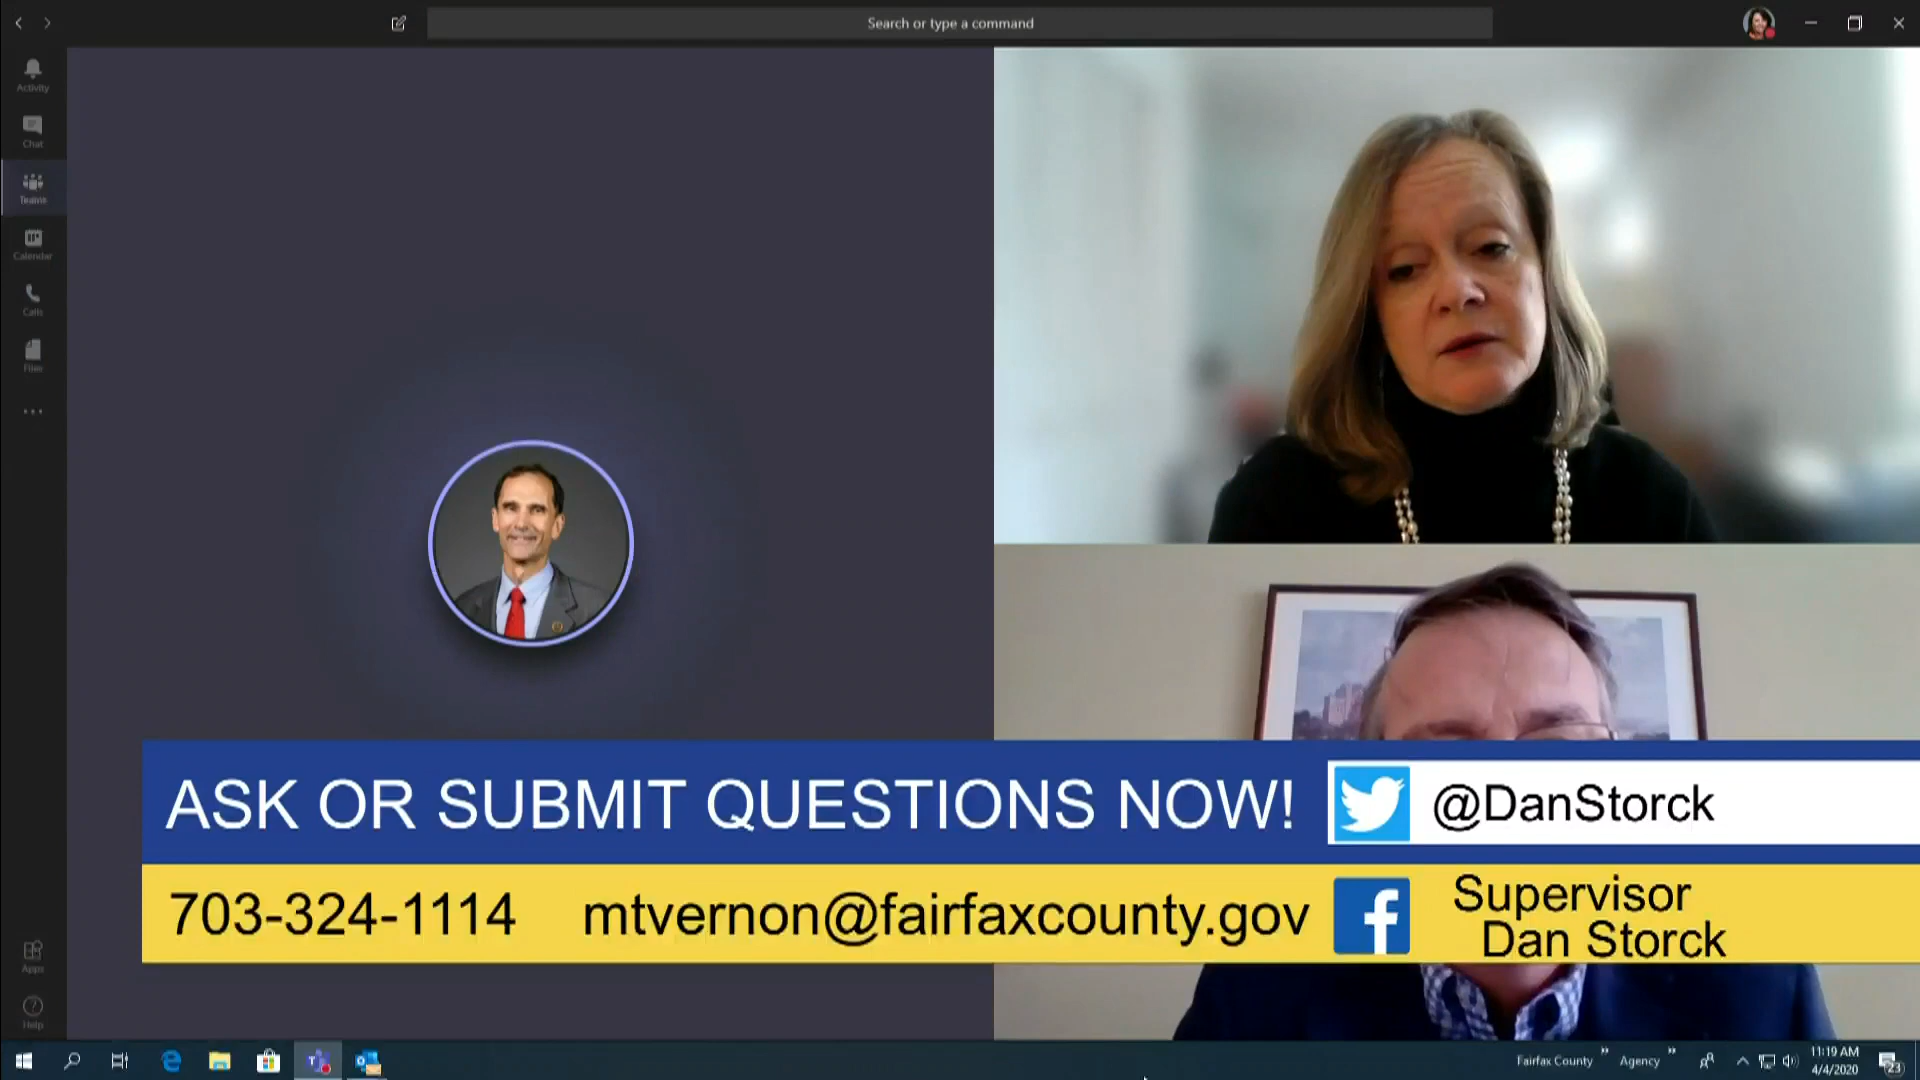 Search or type a command
Activity
Chat
Teams
Calendar
Calls
Files
Apps
Help
ASK OR SUBMIT QUESTIONS NOW!
@DanStorck
703-324-1114
mtvernon@fairfaxcounty.gov
Supervisor
Dan Storck
Fairfax County
Agency
11:19 AM
4/4/2020
23